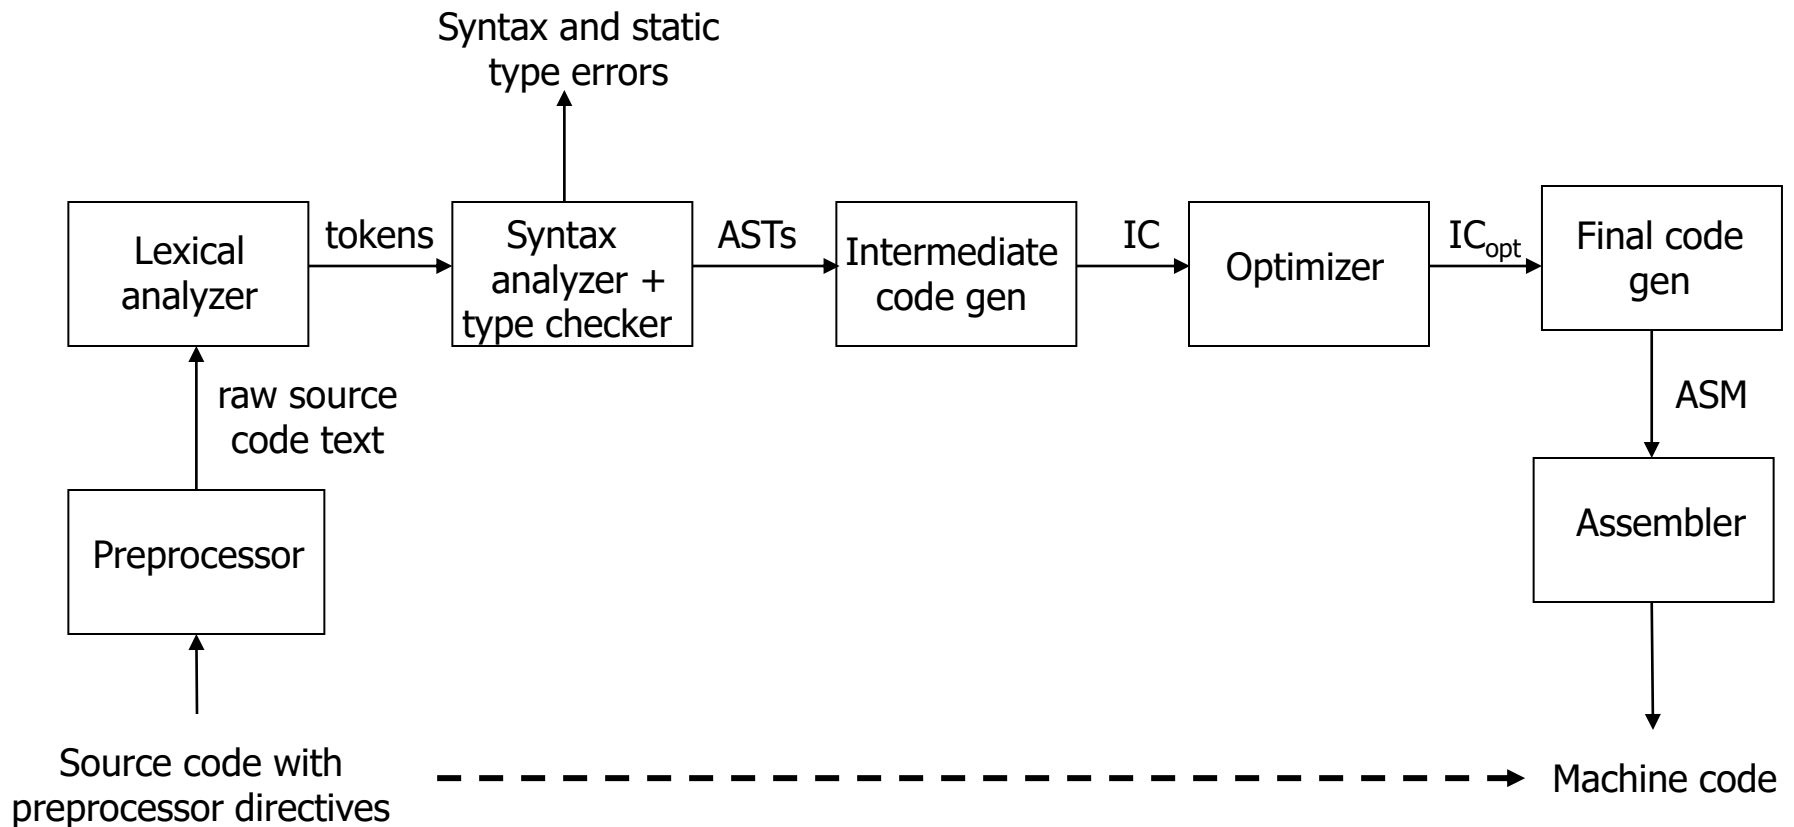 Syntax and static
type errors
Lexical
analyzer
tokens
Syntax
analyzer +
type checker
ASTs
Intermediate
code gen
IC
Optimizer
ICopt
Final code
gen
raw source
code text
ASM
Preprocessor
Assembler
Source code with
preprocessor directives
Machine code